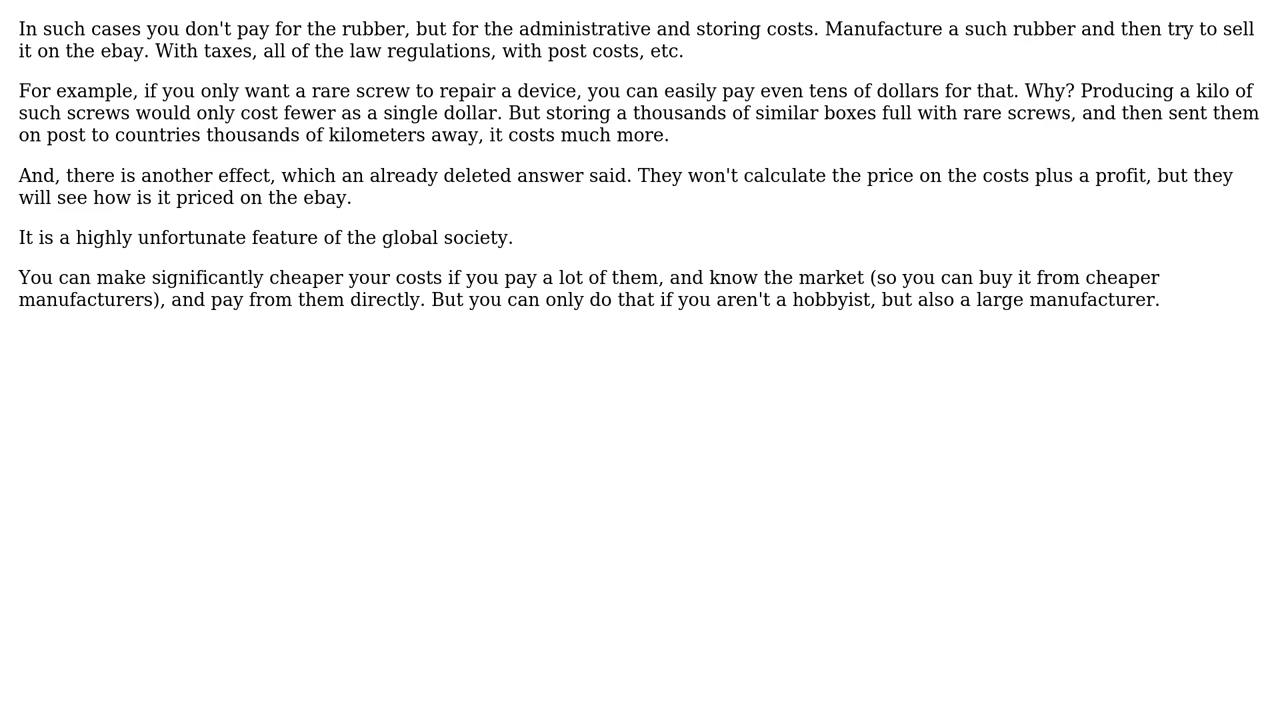 In such cases you don't pay for the rubber, but for the administrative and storing costs. Manufacture a such rubber and then try to sell
it on the ebay. With taxes, all of the law regulations, with post costs, etc.
For example, if you only want a rare screw to repair a device, you can easily pay even tens of dollars for that. Why? Producing a kilo of
such screws would only cost fewer as a single dollar. But storing a thousands of similar boxes full with rare screws, and then sent them
on post to countries thousands of kilometers away, it costs much more.
And, there is another effect, which an already deleted answer said. They won't calculate the price on the costs plus a profit, but they
will see how is it priced on the ebay.
It is a highly unfortunate feature of the global society.
You can make significantly cheaper your costs if you pay a lot of them, and know the market (so you can buy it from cheaper
manufacturers), and pay from them directly. But you can only do that if you aren't a hobbyist, but also a large manufacturer.